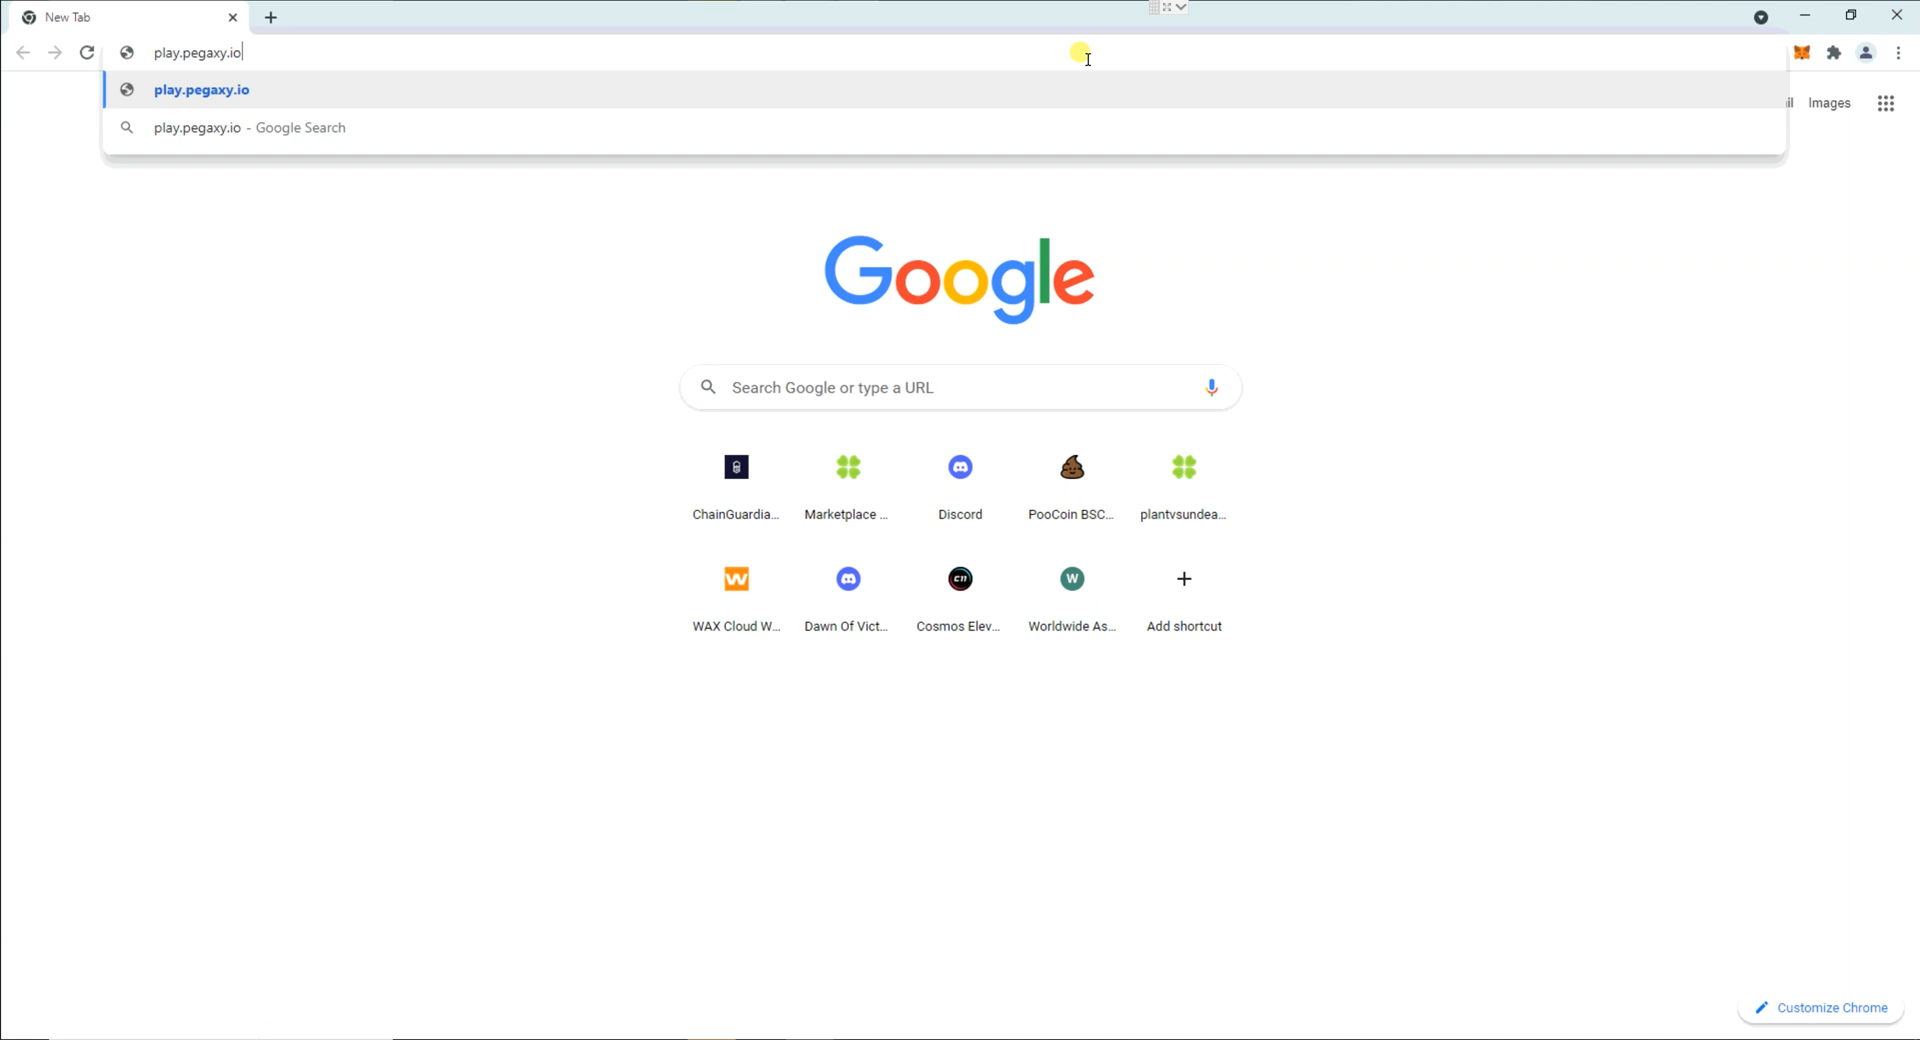 New Tab
play.pegaxy.io
play.pegaxy.io
play.pegaxy.io - Google Search
il Images
Google
Search Google or type a URL
ChainGuardia... Marketplace ... Discord PooCoin BSC... plantvsundea...
WAX Cloud W... Dawn Of Vict... Cosmos Elev... Worldwide As... Add shortcut
W
Customize Chrome